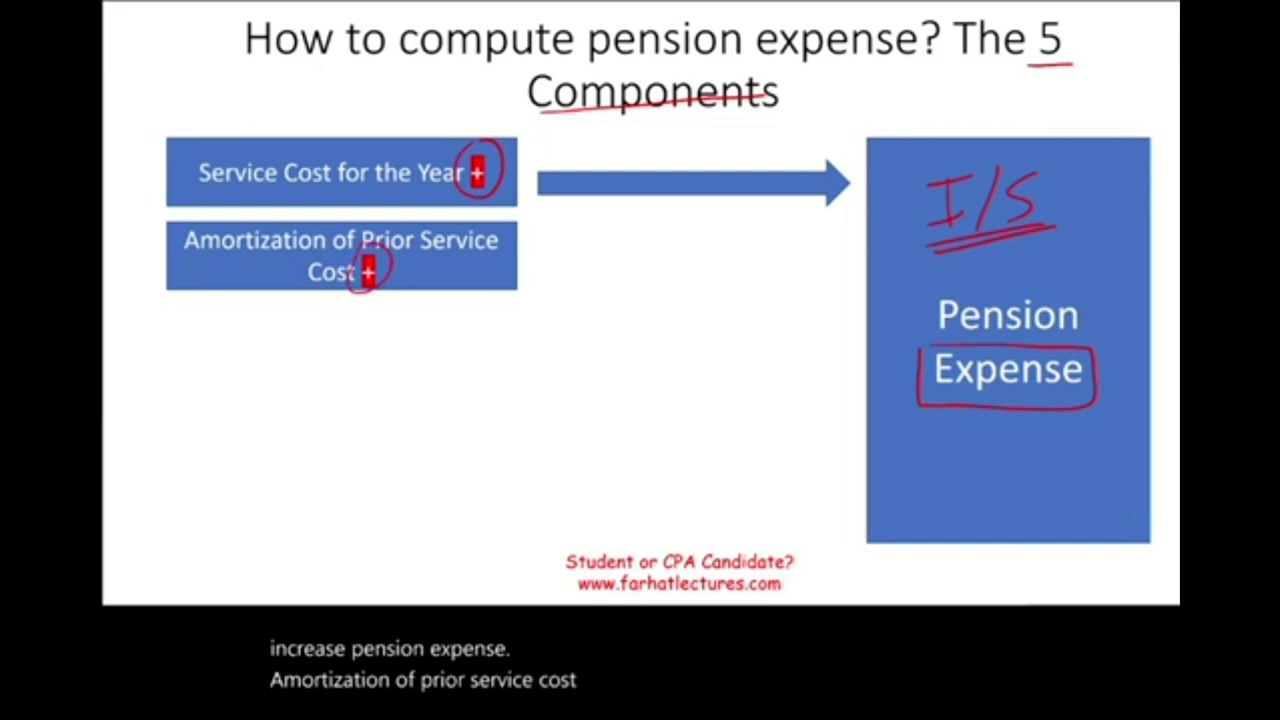 How to compute pension expense? The 5
Components
Service Cost for the Year +
Amortization of Prior Service
Cost +
I/S
Pension
Expense
Student or CPA Candidate?
www.farhatlectures.com
increase pension expense.
Amortization of prior service cost